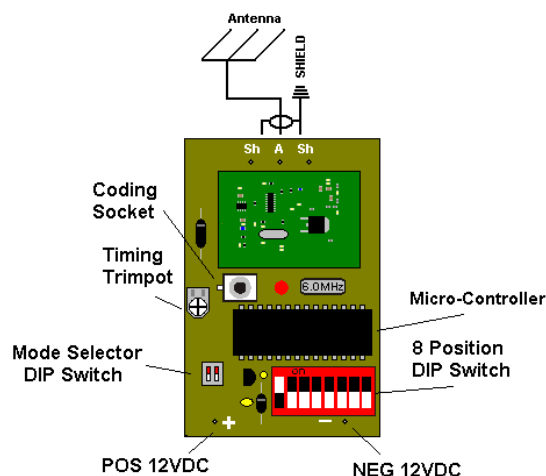 Antenna
SHIELD
Sh A Sh
Coding
Socket
Timing
Trimpot
6.0MHz
Micro-Controller
Mode Selector
DIP Switch
on
8 Position
DIP Switch
+
−
POS 12VDC
NEG 12VDC